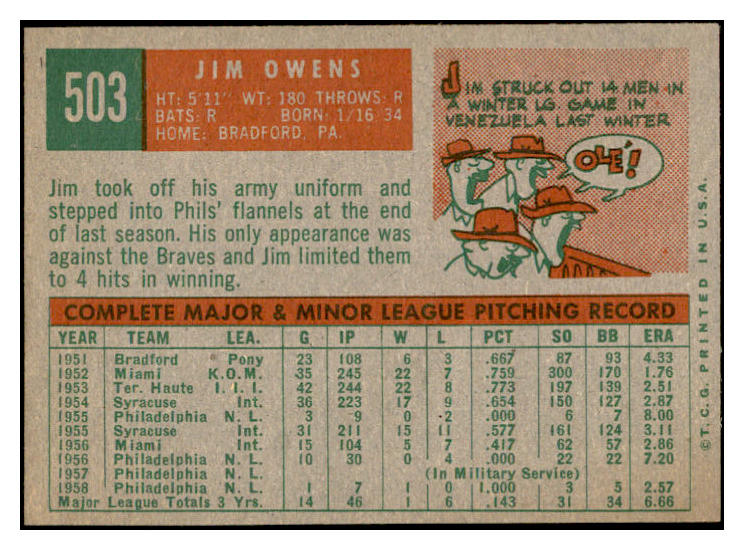 503
JIM OWENS
HT: 5'11" WT: 180 THROWS: R
BATS: R BORN: 1/16 34
HOME: BRADFORD, PA.
JIM STRUCK OUT 14 MEN IN
A WINTER LG. GAME IN
VENEZUELA LAST WINTER
OLE'!
Jim took off his army uniform and
stepped into Phils' flannels at the end
of last season. His only appearance was
against the Braves and Jim limited them
to 4 hits in winning.
COMPLETE MAJOR & MINOR LEAGUE PITCHING RECORD
YEAR TEAM LEA. G IP W L PCT SO BB ERA
1951 Bradford Pony 23 108 6 3 .667 87 93 4.33
1952 Miami K.O.M. 35 245 22 7 .759 300 170 1.76
1953 Ter. Haute I. I. I. 42 244 22 8 .773 197 139 2.51
1954 Syracuse Int. 36 223 17 9 .654 150 127 2.87
1955 Philadelphia N. L. 3 9 0 2 .000 6 7 8.00
1955 Syracuse Int. 31 211 15 11 .577 161 124 3.11
1956 Miami Int. 15 104 5 7 .417 62 57 2.86
1956 Philadelphia N. L. 10 30 0 4 .000 22 22 7.20
1957 Philadelphia N. L. (In Military Service)
1958 Philadelphia N. L. 1 7 1 0 1.000 3 5 2.57
Major League Totals 3 Yrs. 14 46 1 6 .143 31 34 6.66
©T.C.G. PRINTED IN U.S.A.